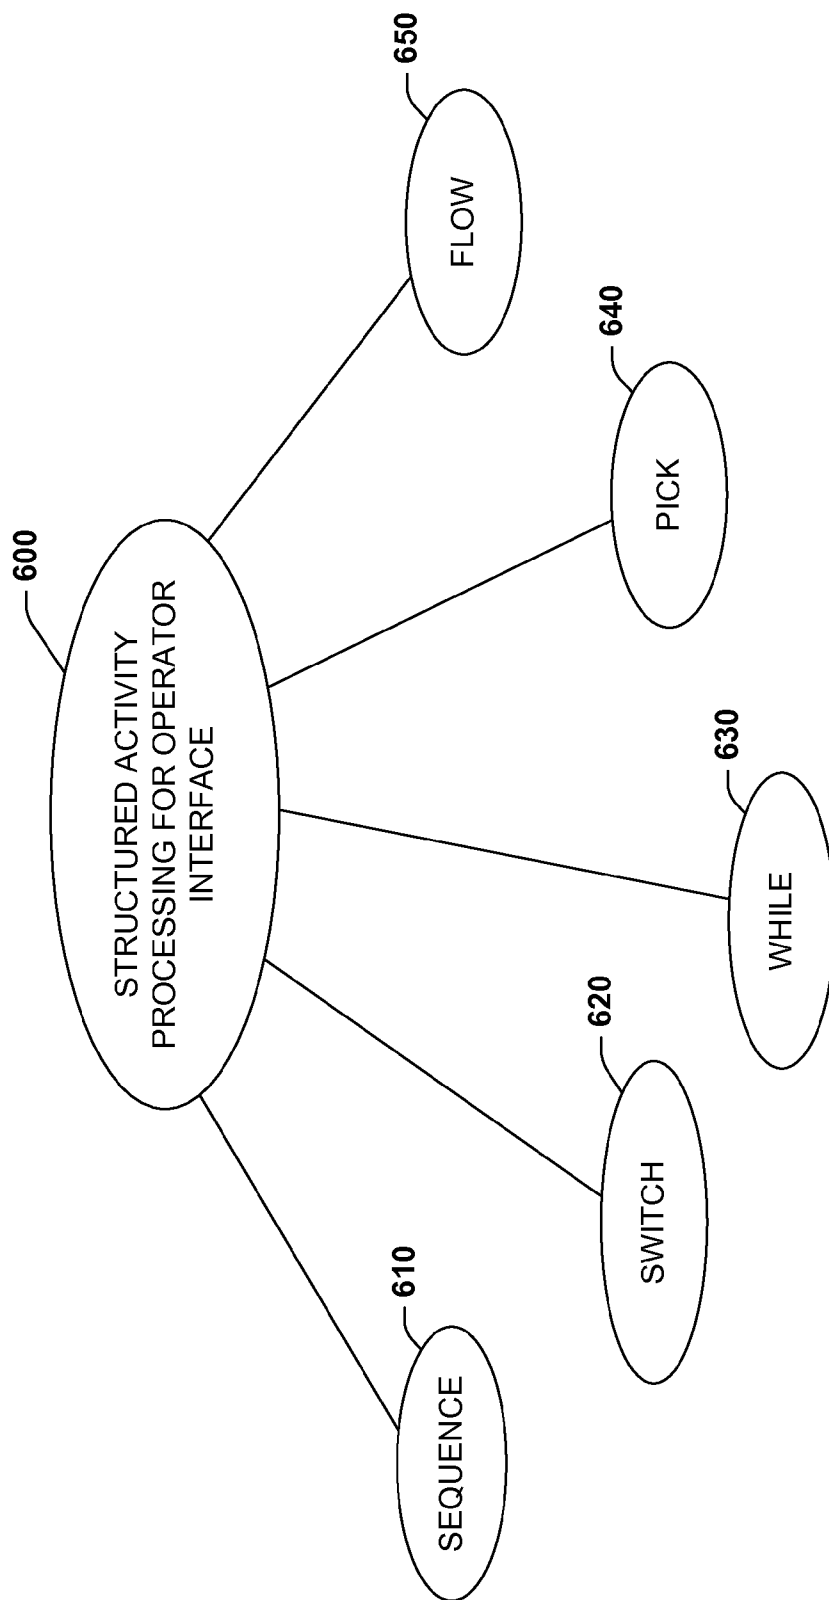 600
STRUCTURED ACTIVITY
PROCESSING FOR OPERATOR
INTERFACE
610
SEQUENCE
620
SWITCH
630
WHILE
640
PICK
650
FLOW